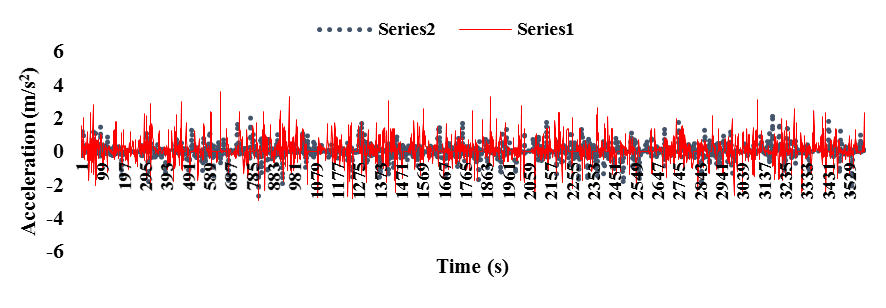 Series2 Series1
Acceleration (m/s²)
6
4
2
0
-2
-4
-6
1 99 197 295 393 491 589 687 785 883 981 1079 1177 1275 1373 1471 1569 1667 1765 1863 1961 2059 2157 2255 2353 2451 2549 2647 2745 2843 2941 3039 3137 3235 3333 3431 3529
Time (s)